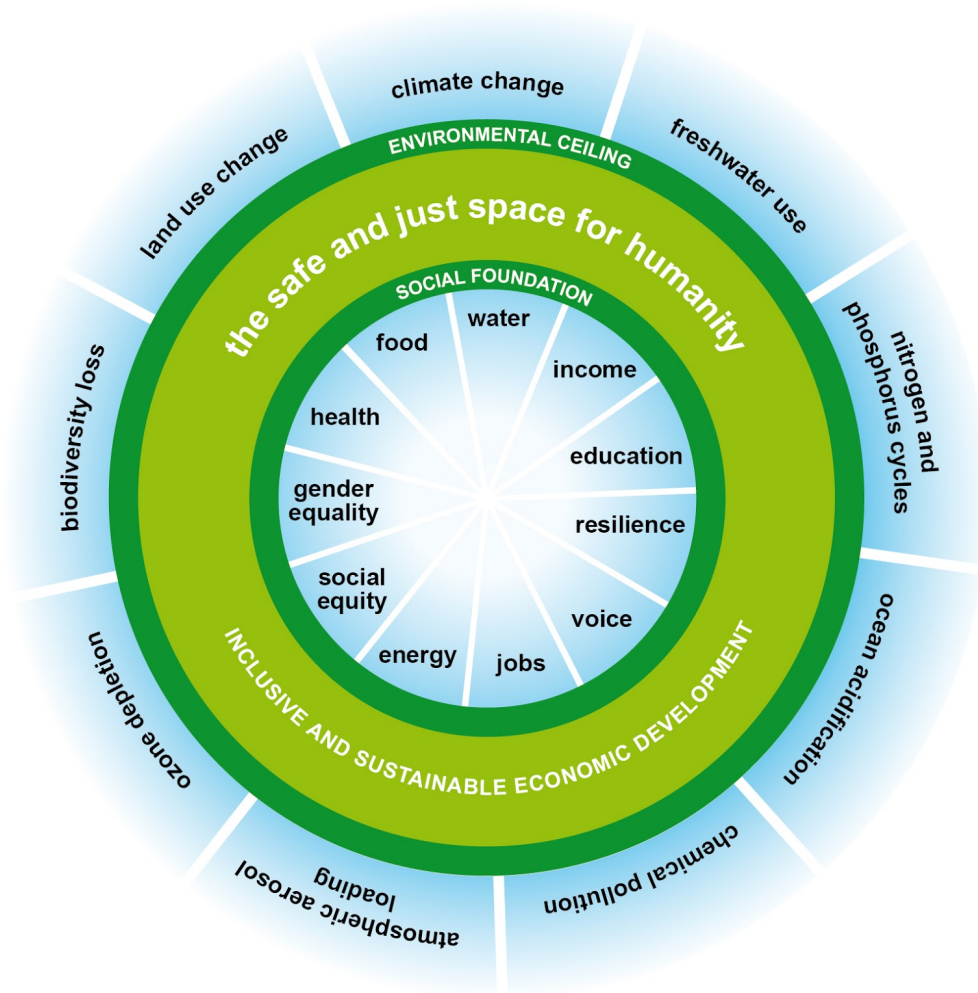 climate change
freshwater use
nitrogen and
phosphorus cycles
ocean acidification
chemical pollution
atmospheric aerosol
loading
ozone depletion
biodiversity loss
land use change
ENVIRONMENTAL CEILING
the safe and just space for humanity
SOCIAL FOUNDATION
water
income
education
resilience
voice
jobs
energy
social
equity
gender
equality
health
food
INCLUSIVE AND SUSTAINABLE ECONOMIC DEVELOPMENT